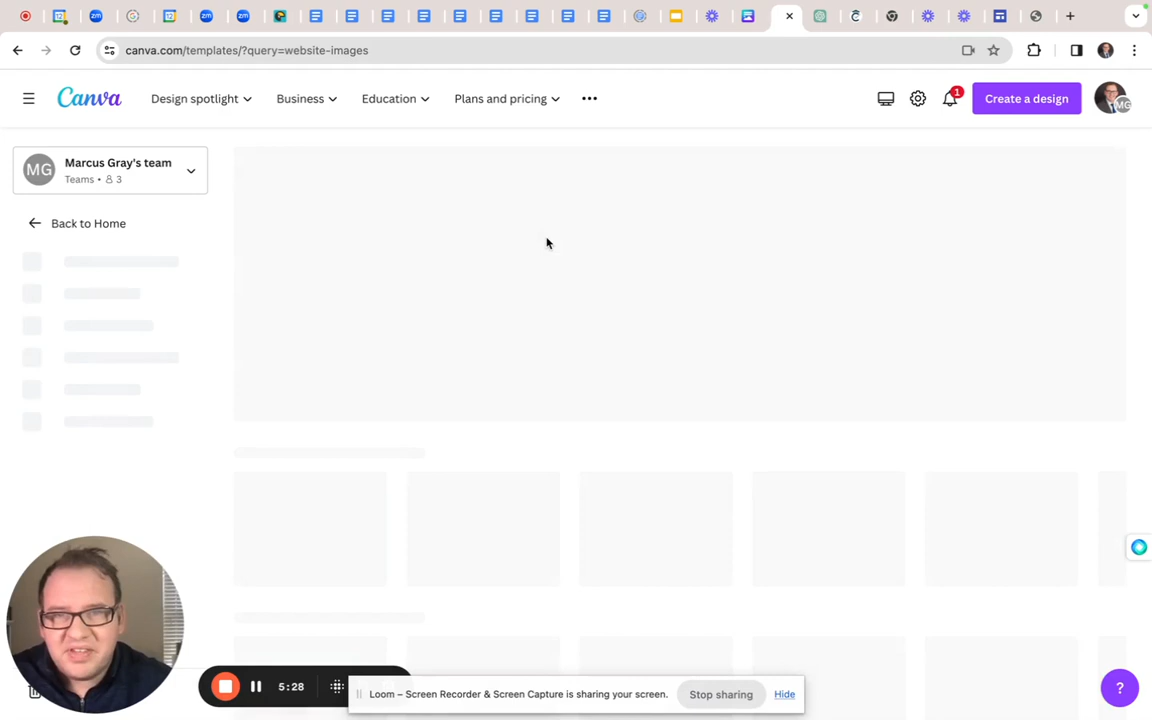 canva.com/templates/?query=website-images
Canva
Design spotlight
Business
Education
Plans and pricing
1
Create a design
MG
MG
Marcus Gray's team
Teams • 3
Back to Home
5:28
Loom – Screen Recorder & Screen Capture is sharing your screen.
Stop sharing
Hide
?